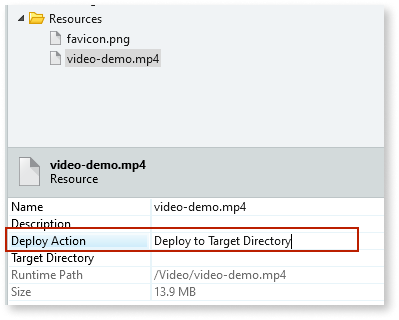 Resources
favicon.png
video-demo.mp4
video-demo.mp4
Resource
Name video-demo.mp4
Description
Deploy Action Deploy to Target Directory
Target Directory
Runtime Path /Video/video-demo.mp4
Size 13.9 MB